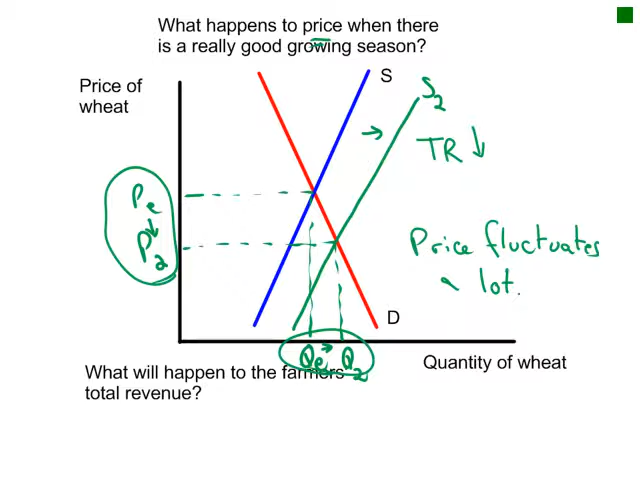 What happens to price when there
is a really good growing season?
Price of
wheat
S
S2
TR ↓
Pe
↓
P2
Price fluctuates
a lot.
D
Qe → Q2
Quantity of wheat
What will happen to the farmers'
total revenue?